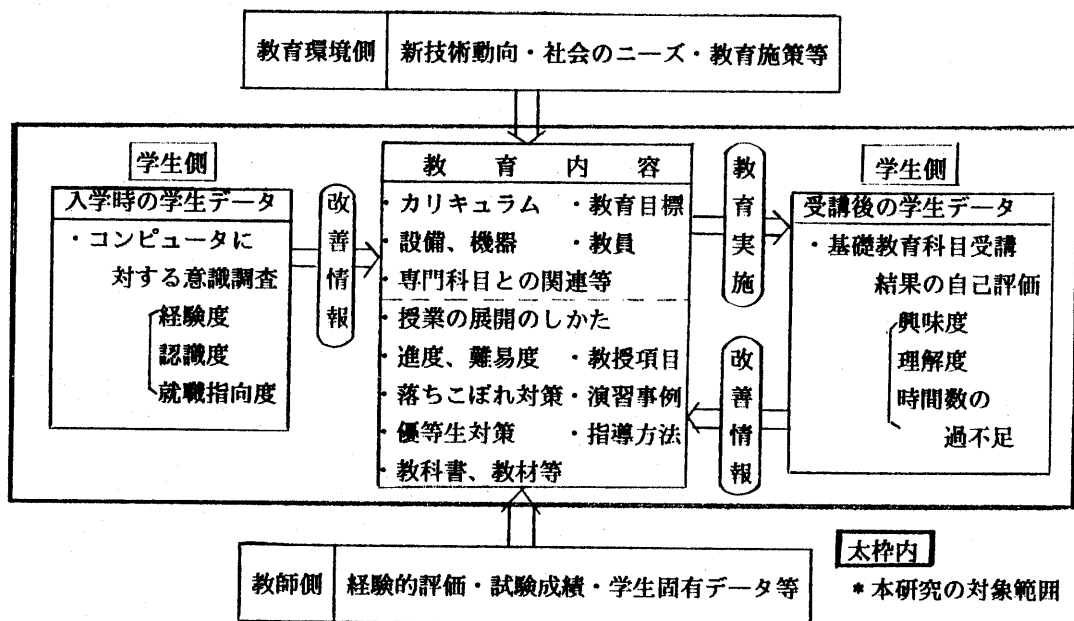 教育環境側 新技術動向・社会のニーズ・教育施策等
学生側
入学時の学生データ
・コンピュータに
対する意識調査
経験度
認識度
就職指向度
改善情報
教育内容
・カリキュラム ・教育目標
・設備、機器 ・教員
・専門科目との関連等
・授業の展開のしかた
・進度、難易度 ・教授項目
・落ちこぼれ対策・演習事例
・優等生対策 ・指導方法
・教科書、教材等
教育実施
改善情報
学生側
受講後の学生データ
・基礎教育科目受講
結果の自己評価
興味度
理解度
時間数の
過不足
教師側 経験的評価・試験成績・学生固有データ等
太枠内
*本研究の対象範囲